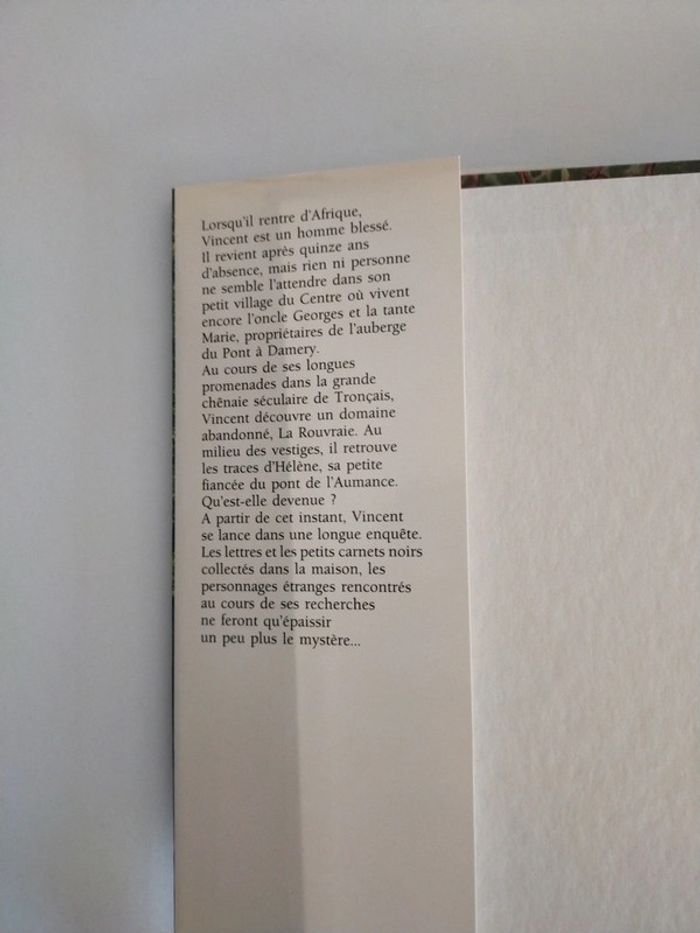 Lorsqu'il rentre d'Afrique,
Vincent est un homme blessé.
Il revient après quinze ans
d'absence, mais rien ni personne
ne semble l'attendre dans son
petit village du Centre où vivent
encore l'oncle Georges et la tante
Marie, propriétaires de l'auberge
du Pont à Damery.
Au cours de ses longues
promenades dans la grande
chênaie séculaire de Tronçais,
Vincent découvre un domaine
abandonné, La Rouvraie. Au
milieu des vestiges, il retrouve
les traces d'Hélène, sa petite
fiancée du pont de l'Aumance.
Qu'est-elle devenue ?
A partir de cet instant, Vincent
se lance dans une longue enquête.
Les lettres et les petits carnets noirs
collectés dans la maison, les
personnages étranges rencontrés
au cours de ses recherches
ne feront qu'épaissir
un peu plus le mystère...